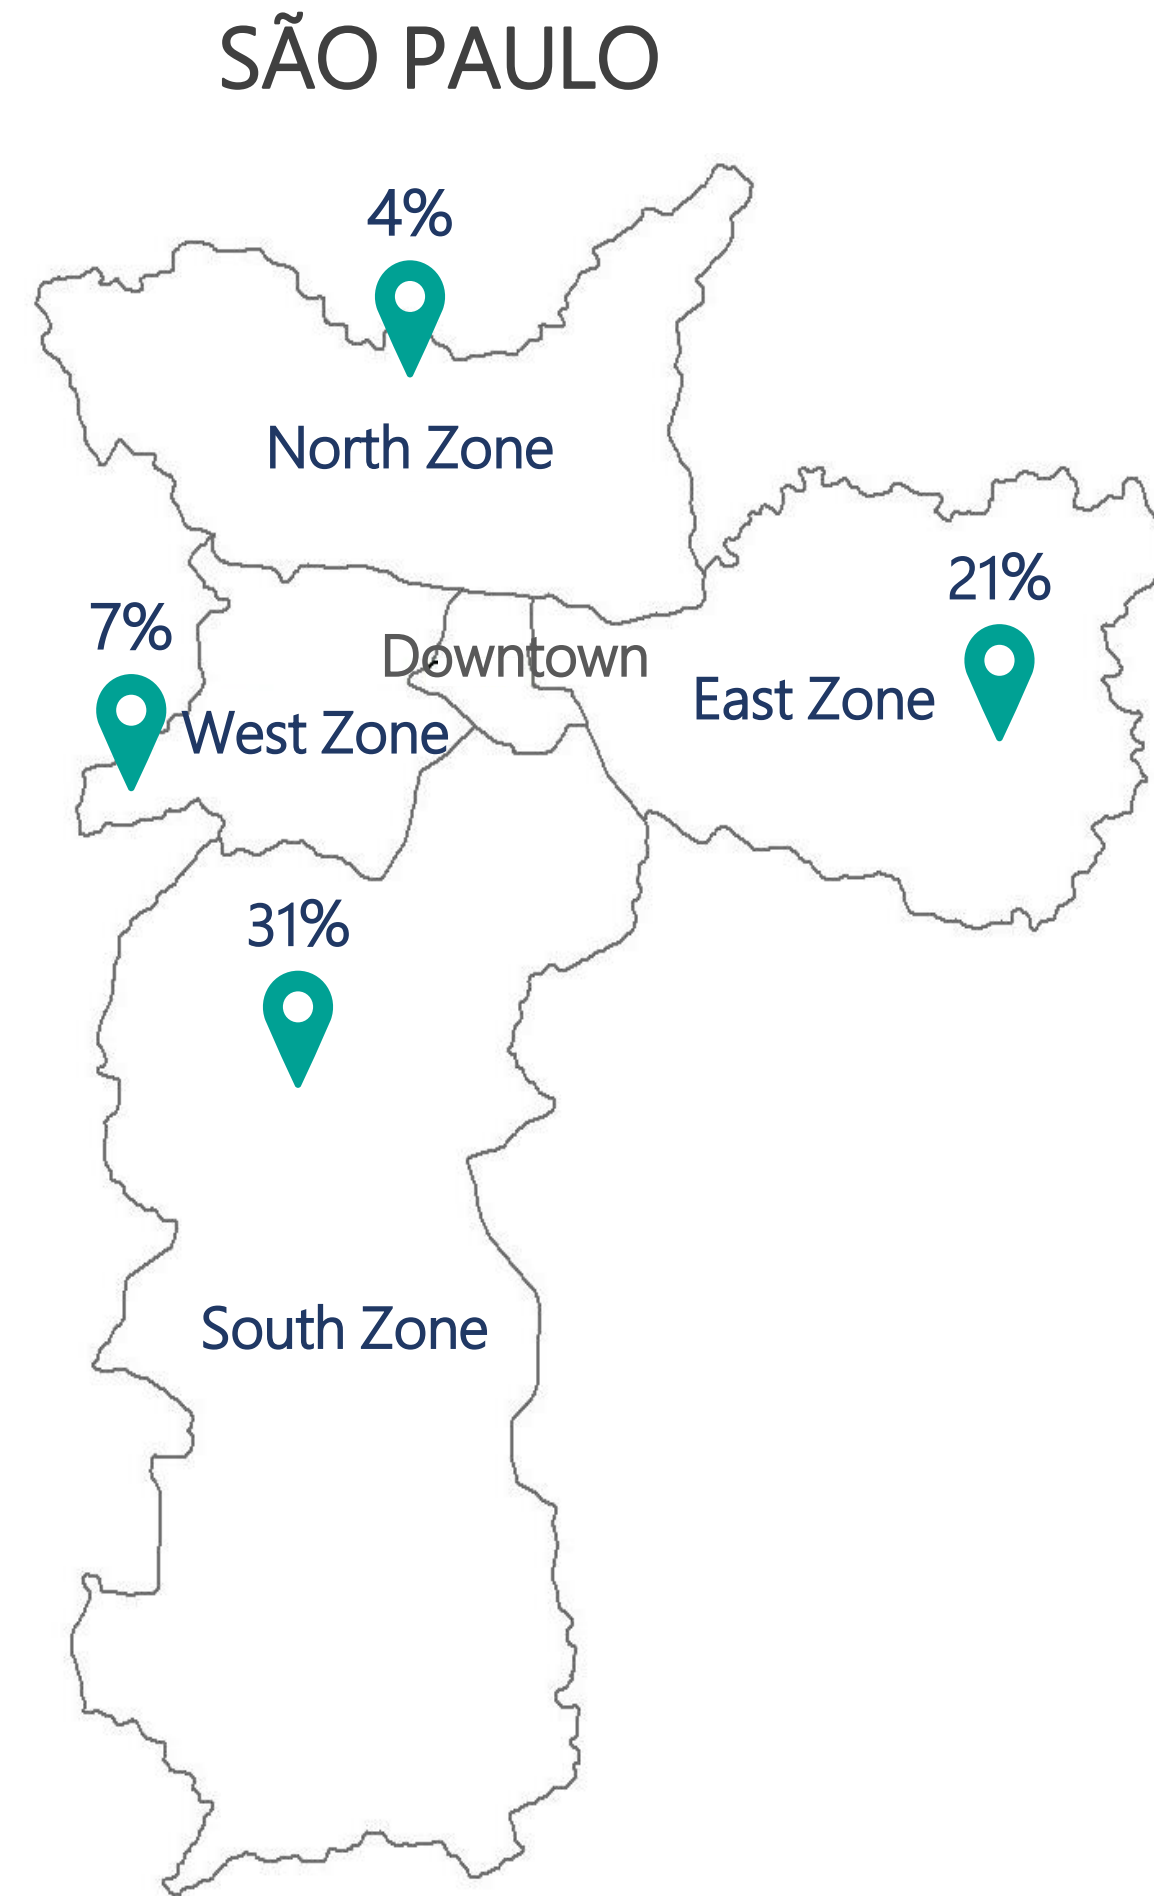 SÃO PAULO
4%
North Zone
21%
7%
Downtown
East Zone
West Zone
31%
South Zone